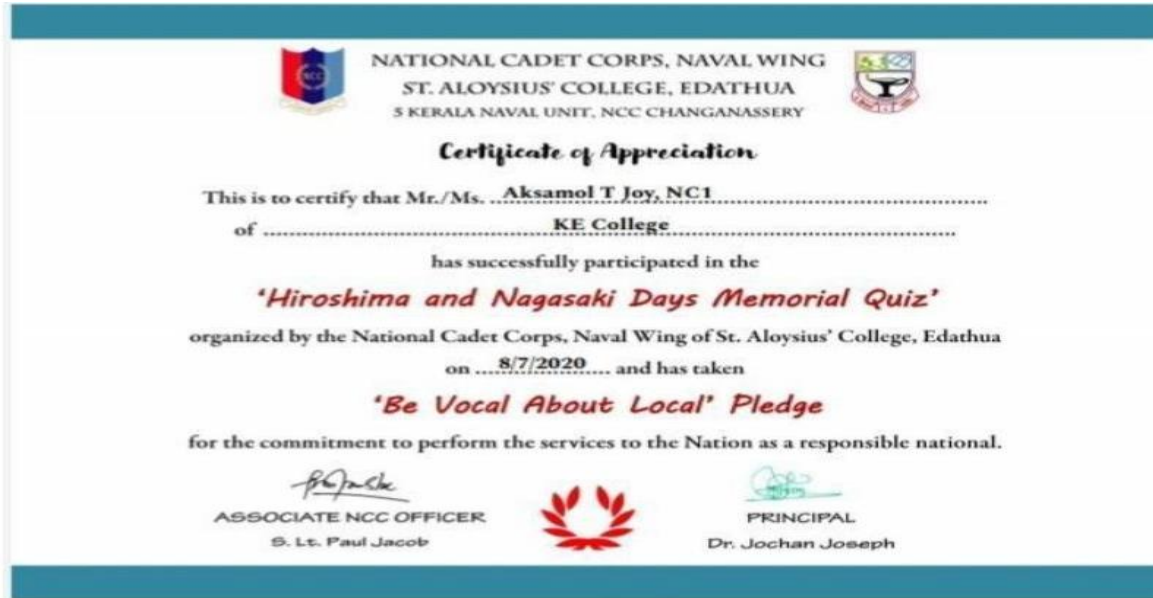 NCC
NATIONAL CADET CORPS, NAVAL WING
ST. ALOYSIUS' COLLEGE, EDATHUA
5 KERALA NAVAL UNIT, NCC CHANGANASSERY
Certificate of Appreciation
This is to certify that Mr./Ms. ..Aksamol T Joy, NC1..........
of ..........KE College..........
has successfully participated in the
'Hiroshima and Nagasaki Days Memorial Quiz'
organized by the National Cadet Corps, Naval Wing of St. Aloysius' College, Edathua
on ....8/7/2020.... and has taken
'Be Vocal About Local' Pledge
for the commitment to perform the services to the Nation as a responsible national.
ASSOCIATE NCC OFFICER
S. Lt. Paul Jacob
PRINCIPAL
Dr. Jochan Joseph